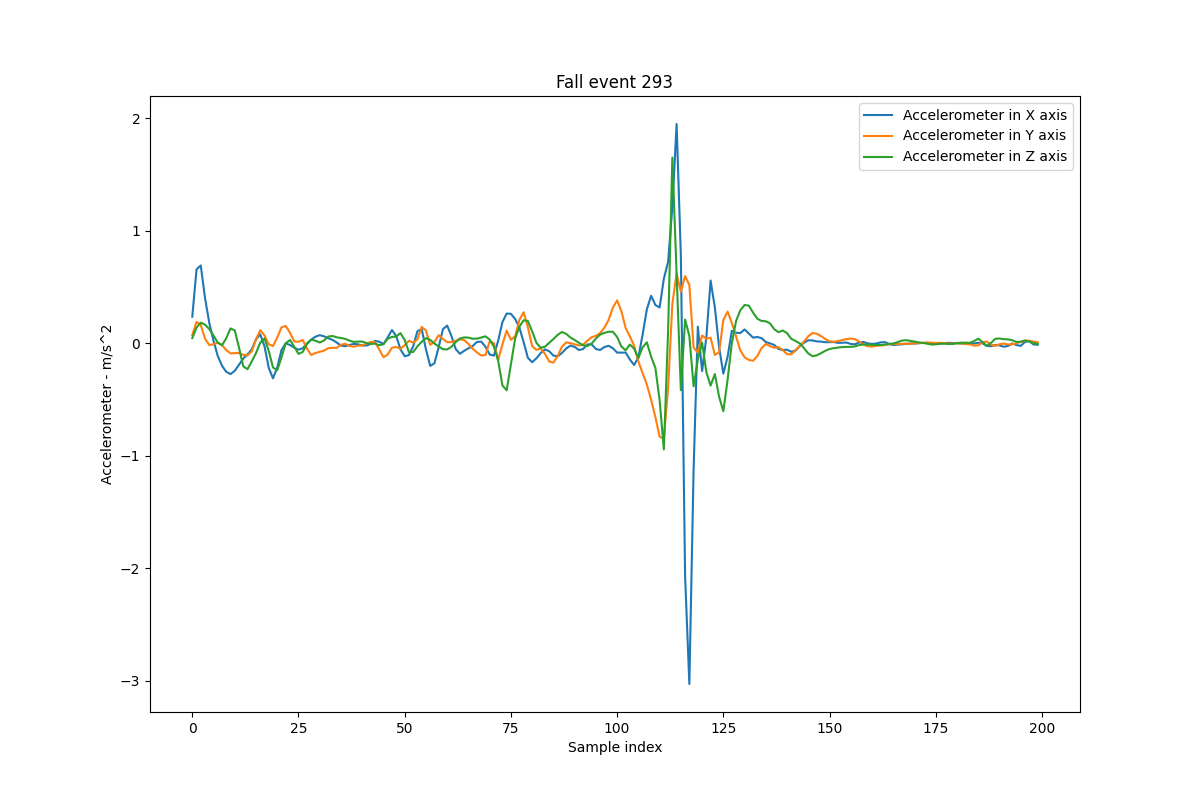 Fall event 293
Accelerometer in X axis
Accelerometer in Y axis
Accelerometer in Z axis
Accelerometer - m/s^2
2
1
0
−1
−2
−3
0 25 50 75 100 125 150 175 200
Sample index